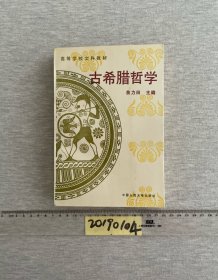 高等学校文科教材
古希腊哲学
苗力田 主编
中国人民大学出版社
20190104